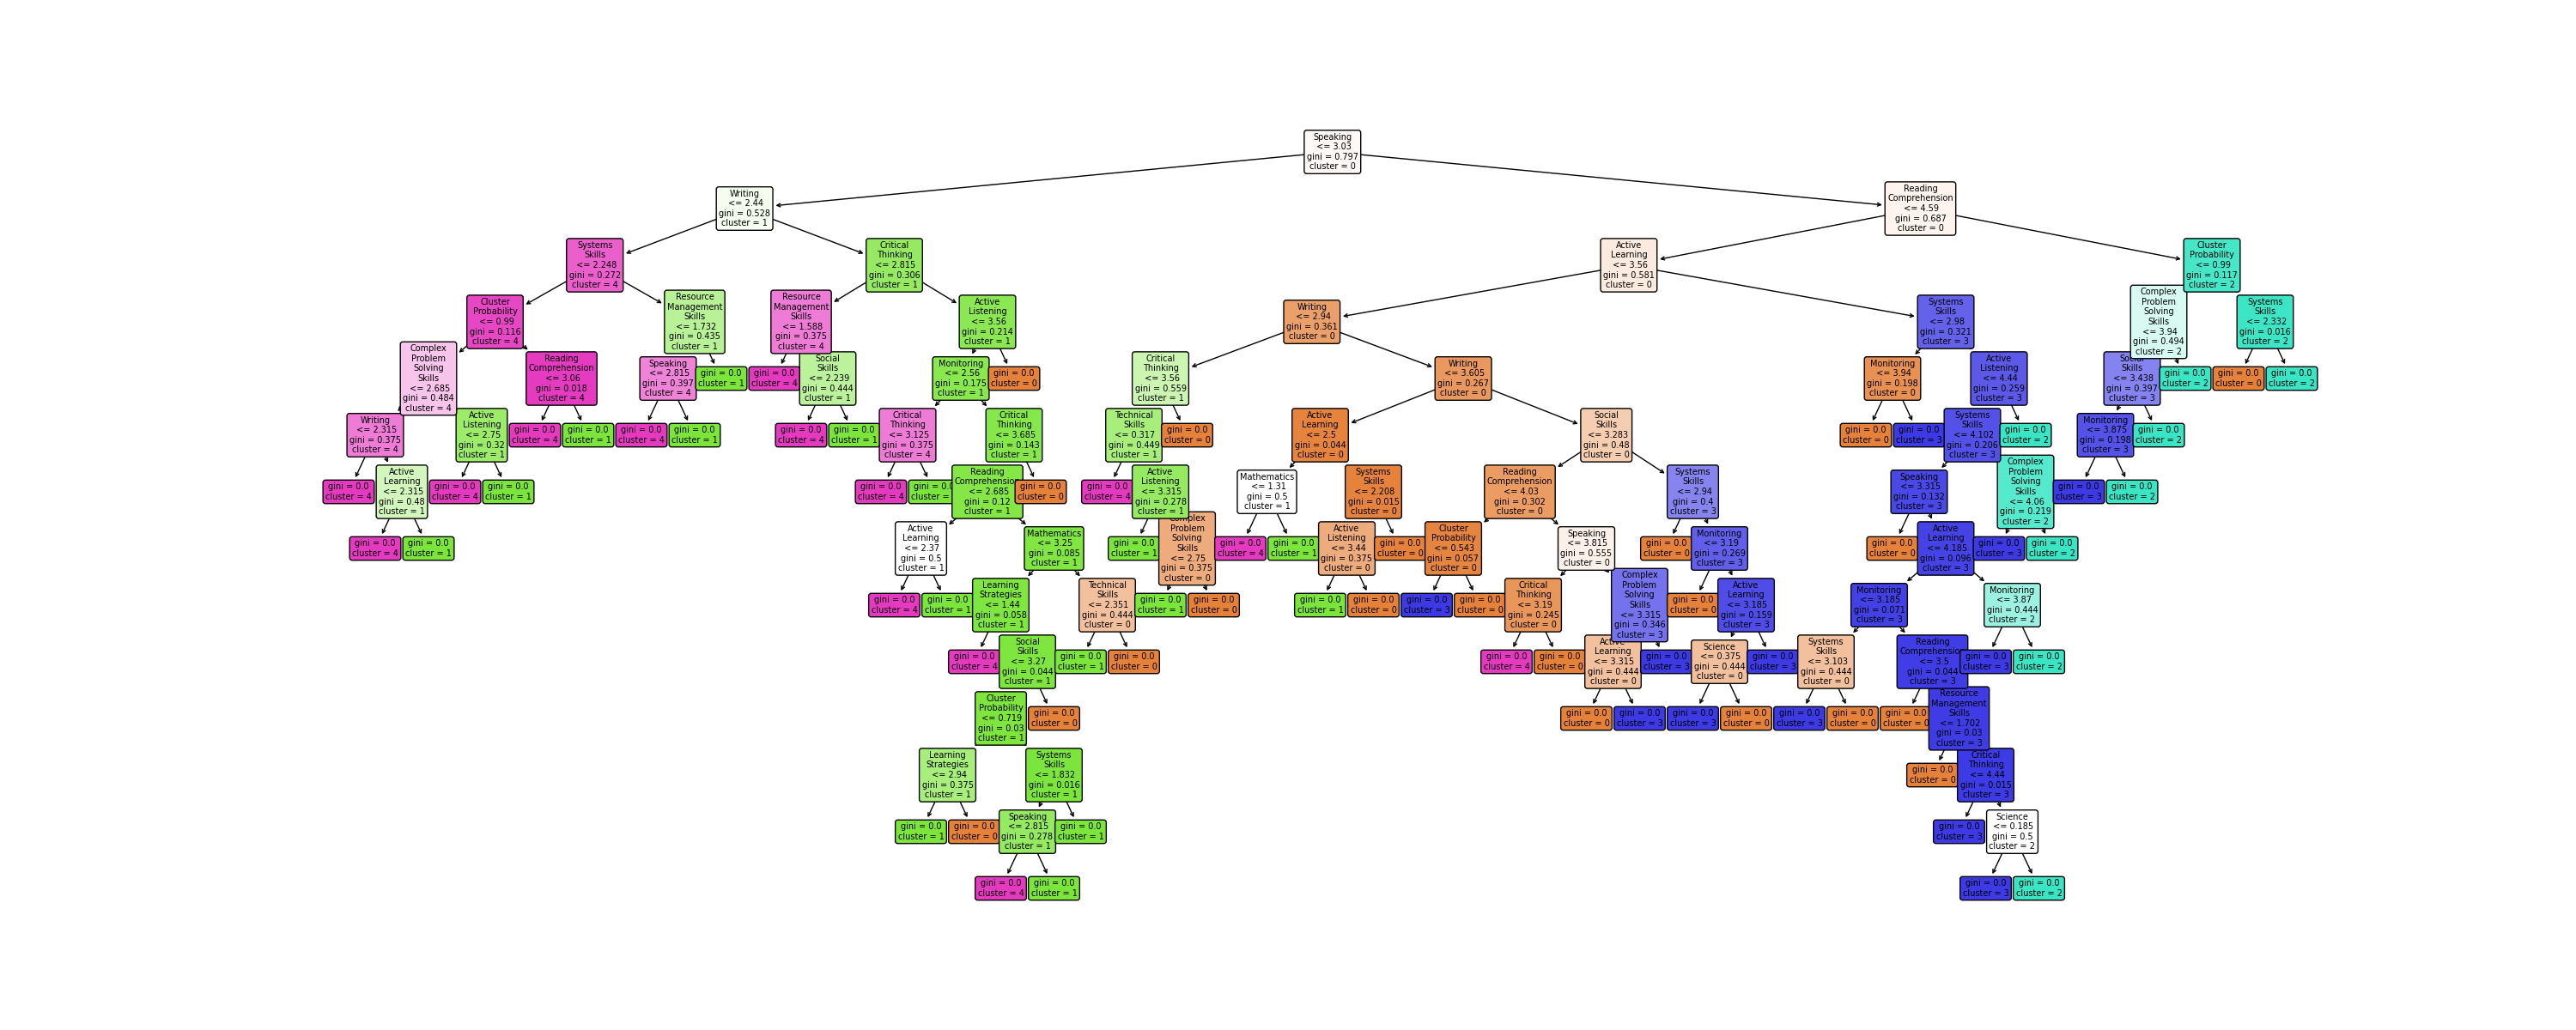 Speaking
<= 3.03
gini = 0.797
cluster = 0
Writing
<= 2.44
gini = 0.528
cluster = 1
Reading
Comprehension
<= 4.59
gini = 0.687
cluster = 0
Systems
Skills
<= 2.248
gini = 0.272
cluster = 4
Critical
Thinking
<= 2.815
gini = 0.306
cluster = 1
Active
Learning
<= 3.56
gini = 0.581
cluster = 0
Cluster
Probability
<= 0.99
gini = 0.117
cluster = 2
Cluster
Probability
<= 0.99
gini = 0.116
cluster = 4
Resource
Management
Skills
<= 1.732
gini = 0.435
cluster = 1
Resource
Management
Skills
<= 1.588
gini = 0.375
cluster = 4
Active
Listening
<= 3.56
gini = 0.214
cluster = 1
Writing
<= 2.94
gini = 0.361
cluster = 0
Systems
Skills
<= 2.98
gini = 0.321
cluster = 3
Complex
Problem
Solving
Skills
<= 3.94
gini = 0.494
cluster = 2
Systems
Skills
<= 2.332
gini = 0.016
cluster = 2
Complex
Problem
Solving
Skills
<= 2.685
gini = 0.484
cluster = 4
Reading
Comprehension
<= 3.06
gini = 0.018
cluster = 4
Speaking
<= 2.815
gini = 0.397
cluster = 4
gini = 0.0
cluster = 1
gini = 0.0
cluster = 4
Social
Skills
<= 2.239
gini = 0.444
cluster = 1
Monitoring
<= 2.56
gini = 0.175
cluster = 1
gini = 0.0
cluster = 0
Critical
Thinking
<= 3.56
gini = 0.559
cluster = 1
Writing
<= 3.605
gini = 0.267
cluster = 0
Monitoring
<= 3.94
gini = 0.198
cluster = 0
Active
Listening
<= 4.44
gini = 0.259
cluster = 3
Social
Skills
<= 3.438
gini = 0.397
cluster = 3
gini = 0.0
cluster = 2
gini = 0.0
cluster = 0
gini = 0.0
cluster = 2
Writing
<= 2.315
gini = 0.375
cluster = 4
Active
Listening
<= 2.75
gini = 0.32
cluster = 1
gini = 0.0
cluster = 4
gini = 0.0
cluster = 1
gini = 0.0
cluster = 4
gini = 0.0
cluster = 1
gini = 0.0
cluster = 4
gini = 0.0
cluster = 1
Critical
Thinking
<= 3.125
gini = 0.375
cluster = 4
Critical
Thinking
<= 3.685
gini = 0.143
cluster = 1
Technical
Skills
<= 0.317
gini = 0.449
cluster = 1
gini = 0.0
cluster = 0
Active
Learning
<= 2.5
gini = 0.044
cluster = 0
Social
Skills
<= 3.283
gini = 0.48
cluster = 0
gini = 0.0
cluster = 0
gini = 0.0
cluster = 3
Systems
Skills
<= 4.102
gini = 0.206
cluster = 3
gini = 0.0
cluster = 2
Monitoring
<= 3.875
gini = 0.198
cluster = 3
gini = 0.0
cluster = 2
gini = 0.0
cluster = 4
Active
Learning
<= 2.315
gini = 0.48
cluster = 1
gini = 0.0
cluster = 4
gini = 0.0
cluster = 1
gini = 0.0
cluster = 4
gini = 0.0
cluster =
Reading
Comprehension
<= 2.685
gini = 0.12
cluster = 1
gini = 0.0
cluster = 0
gini = 0.0
cluster = 4
Active
Listening
<= 3.315
gini = 0.278
cluster = 1
Mathematics
<= 1.31
gini = 0.5
cluster = 1
Systems
Skills
<= 2.208
gini = 0.015
cluster = 0
Reading
Comprehension
<= 4.03
gini = 0.302
cluster = 0
Systems
Skills
<= 2.94
gini = 0.4
cluster = 3
Speaking
<= 3.315
gini = 0.132
cluster = 3
Complex
Problem
Solving
Skills
<= 4.06
gini = 0.219
cluster = 2
gini = 0.0
cluster = 3
gini = 0.0
cluster = 2
gini = 0.0
cluster = 4
gini = 0.0
cluster = 1
Active
Learning
<= 2.37
gini = 0.5
cluster = 1
Mathematics
<= 3.25
gini = 0.085
cluster = 1
gini = 0.0
cluster = 1
Complex
Problem
Solving
Skills
<= 2.75
gini = 0.375
cluster = 0
gini = 0.0
cluster = 4
gini = 0.0
cluster = 1
Active
Listening
<= 3.44
gini = 0.375
cluster = 0
gini = 0.0
cluster = 0
Cluster
Probability
<= 0.543
gini = 0.057
cluster = 0
Speaking
<= 3.815
gini = 0.555
cluster = 0
gini = 0.0
cluster = 0
Monitoring
<= 3.19
gini = 0.269
cluster = 3
gini = 0.0
cluster = 0
Active
Learning
<= 4.185
gini = 0.096
cluster = 3
gini = 0.0
cluster = 3
gini = 0.0
cluster = 2
gini = 0.0
cluster = 4
gini = 0.0
cluster = 1
Learning
Strategies
<= 1.44
gini = 0.058
cluster = 1
Technical
Skills
<= 2.351
gini = 0.444
cluster = 0
gini = 0.0
cluster = 1
gini = 0.0
cluster = 0
gini = 0.0
cluster = 1
gini = 0.0
cluster = 0
gini = 0.0
cluster = 3
gini = 0.0
cluster = 0
Critical
Thinking
<= 3.19
gini = 0.245
cluster = 0
Complex
Problem
Solving
Skills
<= 3.315
gini = 0.346
cluster = 3
gini = 0.0
cluster = 0
Active
Learning
<= 3.185
gini = 0.159
cluster = 3
Monitoring
<= 3.185
gini = 0.071
cluster = 3
Monitoring
<= 3.87
gini = 0.444
cluster = 2
gini = 0.0
cluster = 4
Social
Skills
<= 3.27
gini = 0.044
cluster = 1
gini = 0.0
cluster = 1
gini = 0.0
cluster = 0
gini = 0.0
cluster = 4
gini = 0.0
cluster = 0
Active
Learning
<= 3.315
gini = 0.444
cluster = 0
gini = 0.0
cluster = 3
Science
<= 0.375
gini = 0.444
cluster = 0
gini = 0.0
cluster = 3
Systems
Skills
<= 3.103
gini = 0.444
cluster = 0
Reading
Comprehension
<= 3.5
gini = 0.044
cluster = 3
gini = 0.0
cluster = 3
gini = 0.0
cluster = 2
Cluster
Probability
<= 0.719
gini = 0.03
cluster = 1
gini = 0.0
cluster = 0
gini = 0.0
cluster = 0
gini = 0.0
cluster = 3
gini = 0.0
cluster = 3
gini = 0.0
cluster = 0
gini = 0.0
cluster = 3
gini = 0.0
cluster = 0
gini = 0.0
cluster = 0
Resource
Management
Skills
<= 1.702
gini = 0.03
cluster = 3
Learning
Strategies
<= 2.94
gini = 0.375
cluster = 1
Systems
Skills
<= 1.832
gini = 0.016
cluster = 1
gini = 0.0
cluster = 0
Critical
Thinking
<= 4.44
gini = 0.015
cluster = 3
gini = 0.0
cluster = 1
gini = 0.0
cluster = 0
Speaking
<= 2.815
gini = 0.278
cluster = 1
gini = 0.0
cluster = 1
gini = 0.0
cluster = 3
Science
<= 0.185
gini = 0.5
cluster = 2
gini = 0.0
cluster = 4
gini = 0.0
cluster = 1
gini = 0.0
cluster = 3
gini = 0.0
cluster = 2